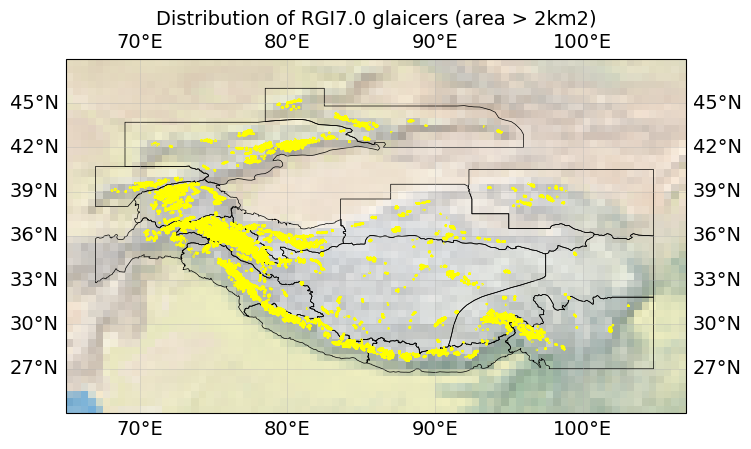 Distribution of RGI7.0 glaicers (area > 2km2)
70°E 80°E 90°E 100°E
45°N 45°N
42°N 42°N
39°N 39°N
36°N 36°N
33°N 33°N
30°N 30°N
27°N 27°N
70°E 80°E 90°E 100°E